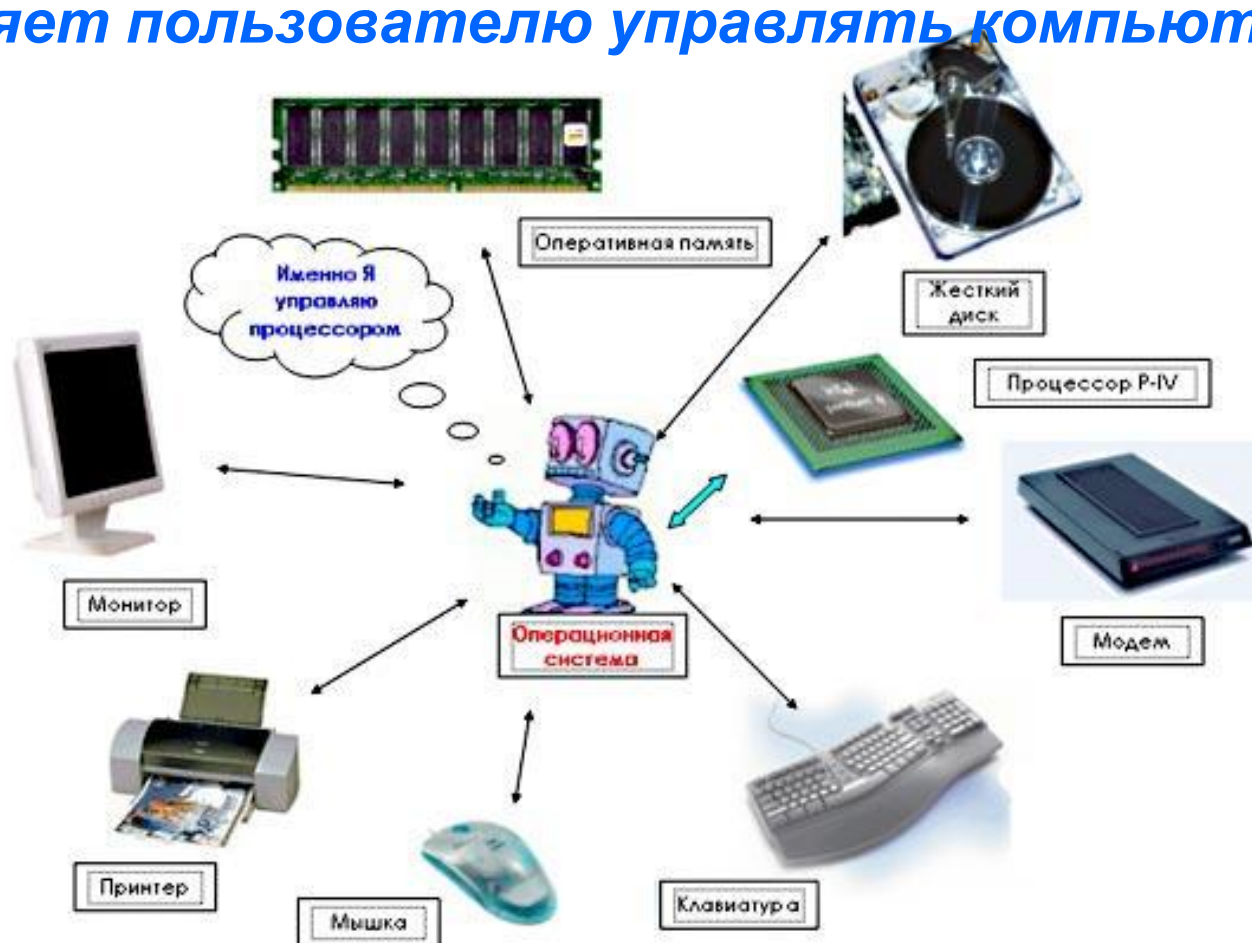 яет пользователю управлять компьют
Оперативная память
Именно Я
управляю
процессором
Жесткий
диск
Процессор P-IV
Монитор
Операционная
система
Модем
Принтер
Мышка
Клавиатура